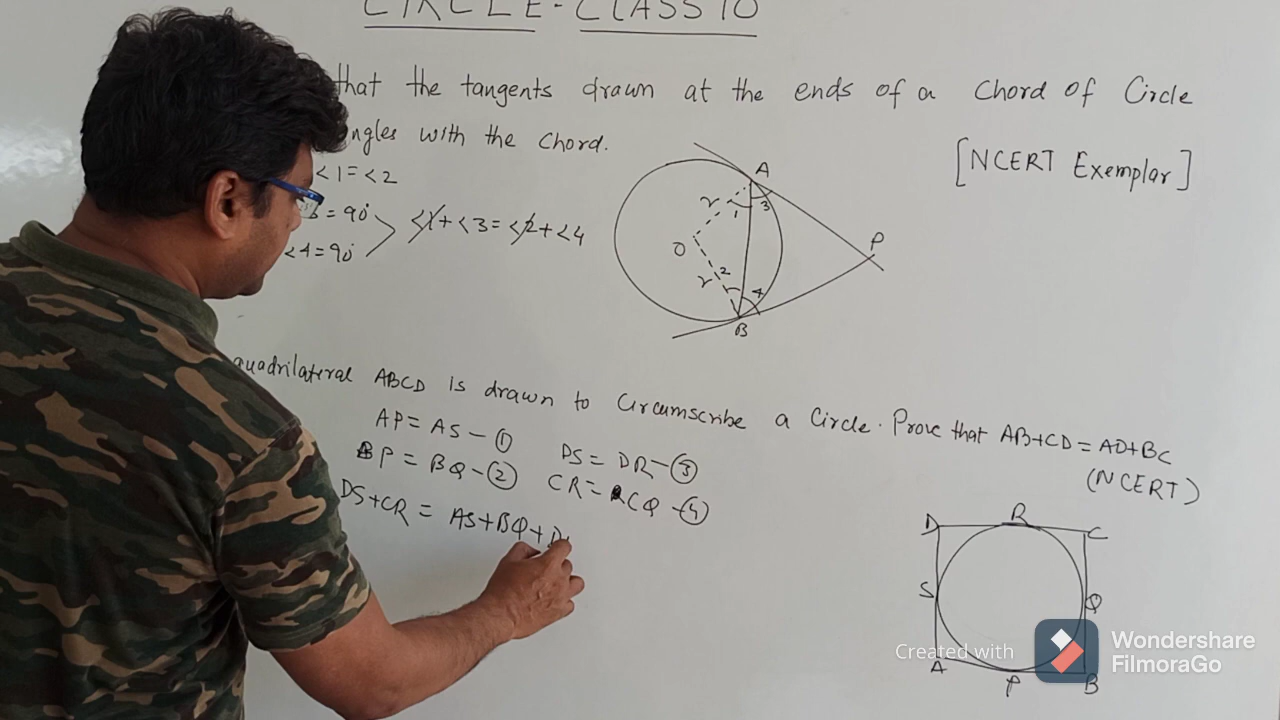 CIRCLE-CLASS 10
that the tangents drawn at the ends of a chord of Circle
angles with the chord.
[NCERT Exemplar]
<1=<2
3=90°
<4=90°
<1+<3=<2+<4
A
r
1
3
O
P
r
2
4
B
quadrilateral ABCD is drawn to Circumscribe a Circle. Prove that AB+CD=AD+BC
(NCERT)
AP=AS-①
BP=BQ-②
DS=DR-③
CR=CQ-④
DS+CR=AS+BQ+D
D
R
C
S
Q
A
P
B
Created with
Wondershare
FilmoraGo